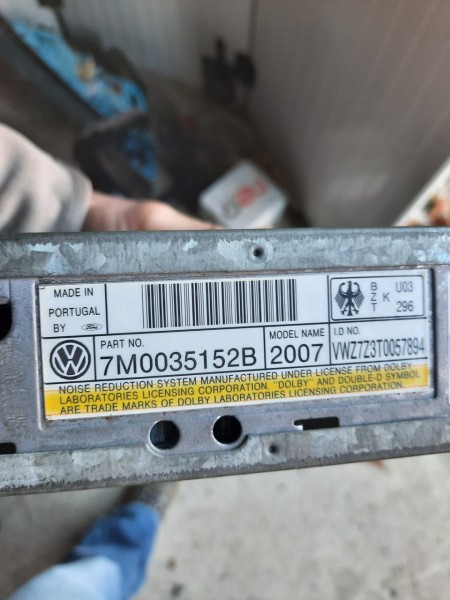 MADE IN
PORTUGAL
BY Ford
B
Z K U03
T 296
PART NO.
7M0035152B
MODEL NAME
2007
I.D NO.
VWZ7Z3T0057894
NOISE REDUCTION SYSTEM MANUFACTURED UNDER LICENSE FROM DOLBY
LABORATORIES LICENSING CORPORATION. "DOLBY" AND DOUBLE-D SYMBOL
ARE TRADE MARKS OF DOLBY LABORATORIES LICENSING CORPORATION.